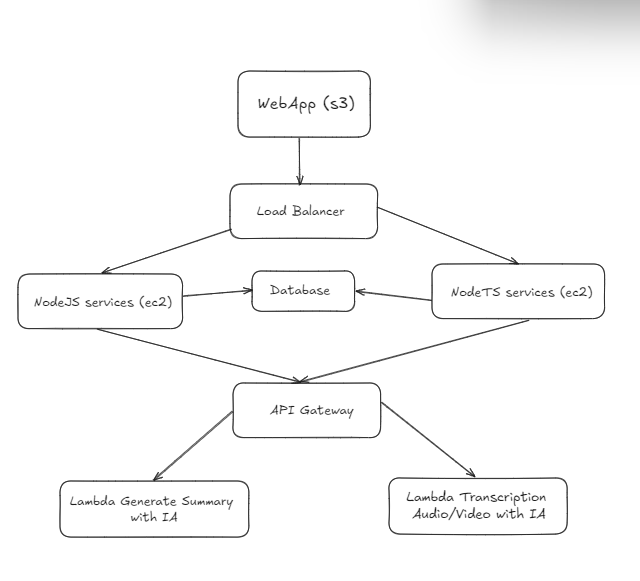 WebApp (s3)
Load Balancer
NodeJS services (ec2)
Database
NodeTS services (ec2)
API Gateway
Lambda Generate Summary
with IA
Lambda Transcription
Audio/Video with IA